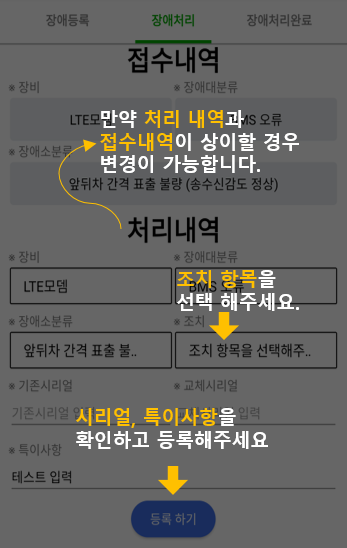 장애등록 장애처리 장애처리완료
접수내역
※ 장비 ※ 장애대분류
LTE모뎀 BMS 오류
만약 처리 내역과
접수내역이 상이할 경우
변경이 가능합니다.
※ 장애소분류
앞뒤차 간격 표출 불량 (송수신감도 정상)
처리내역
※ 장비 ※ 장애대분류
LTE모뎀 BMS 오류
조치 항목을
선택 해주세요.
※ 장애소분류 ※ 조치
앞뒤차 간격 표출 불.. 조치 항목을 선택해주..
※ 기존시리얼 ※ 교체시리얼
기존시리얼 입력
시리얼, 특이사항을
확인하고 등록해주세요
※ 특이사항
테스트 입력
등록 하기